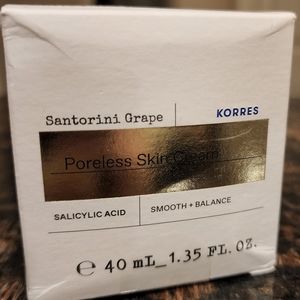 Santorini Grape
KORRES
Poreless Skin Cream
SALICYLIC ACID
SMOOTH + BALANCE
℮ 40 mL_1.35 FL. OZ.